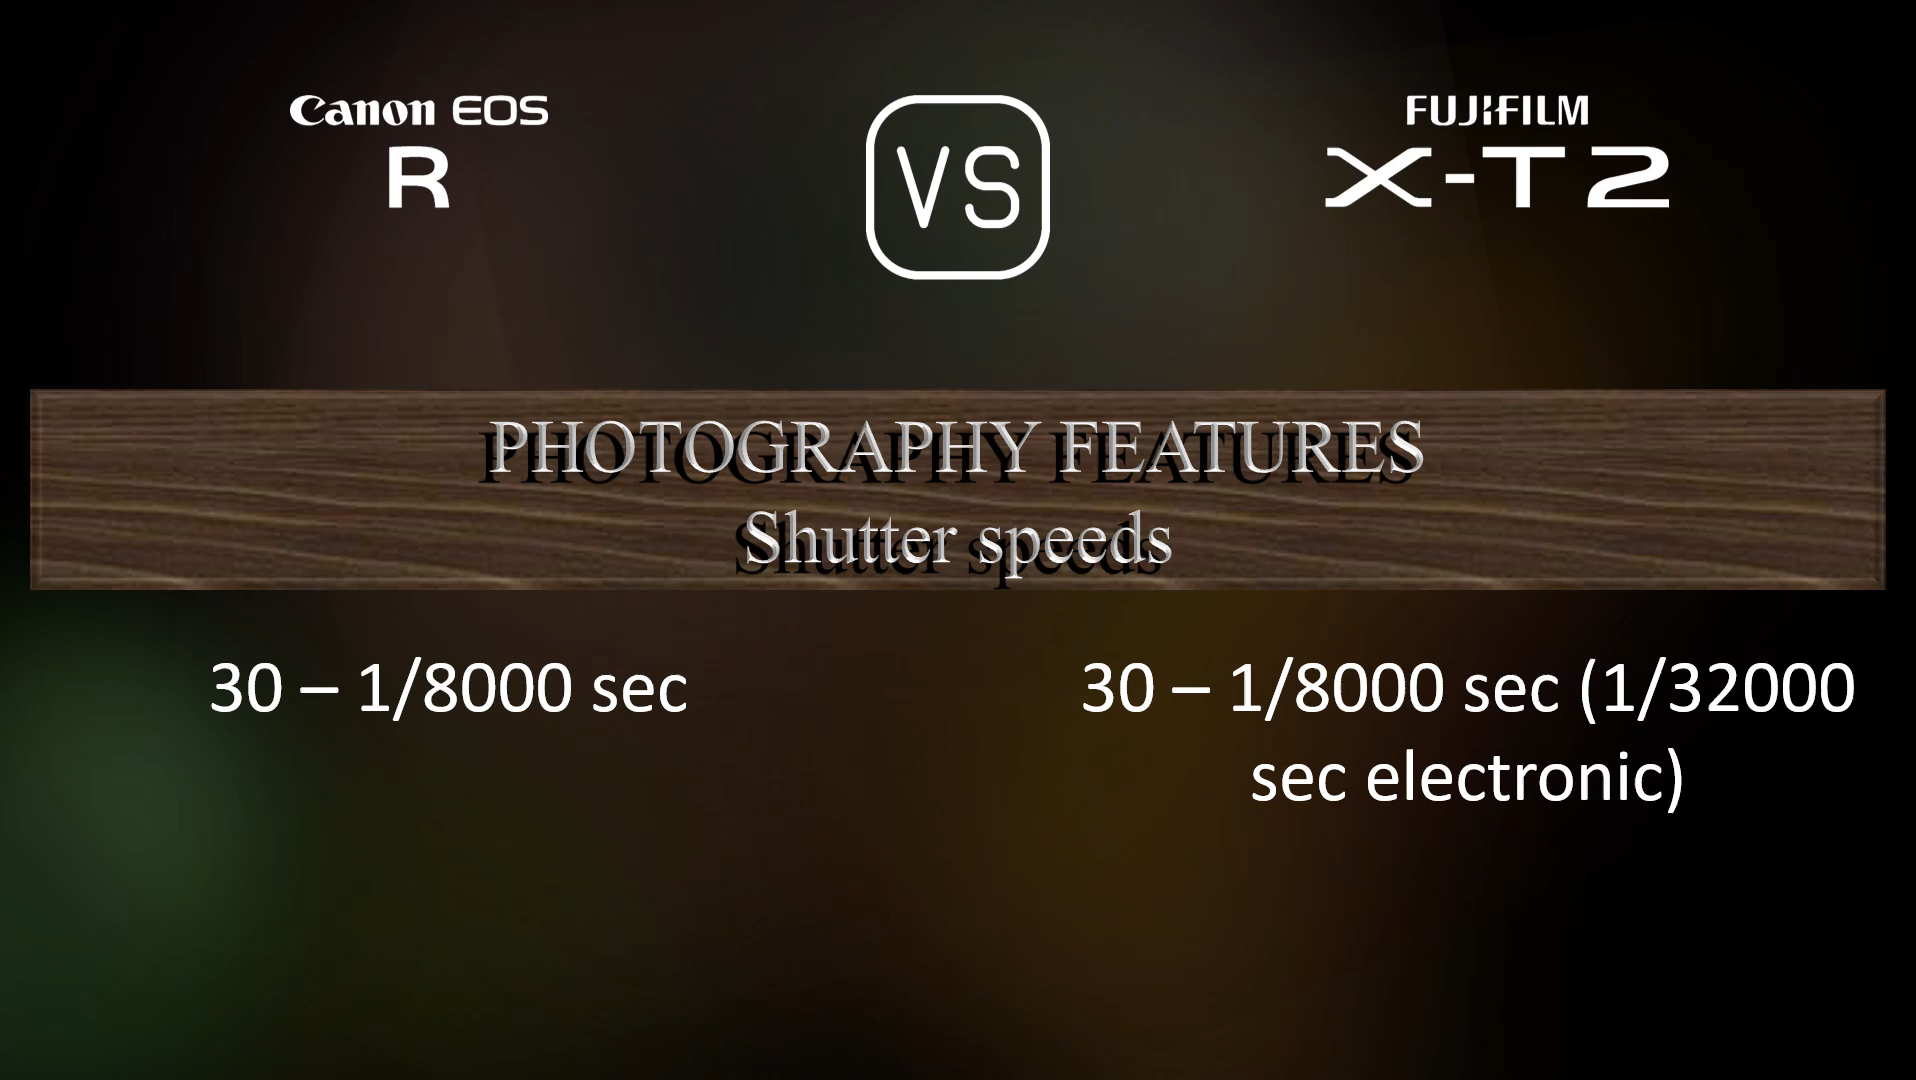 Canon EOS
R
VS
FUJIFILM
X-T2
PHOTOGRAPHY FEATURES
Shutter speeds
30 – 1/8000 sec
30 – 1/8000 sec (1/32000
sec electronic)